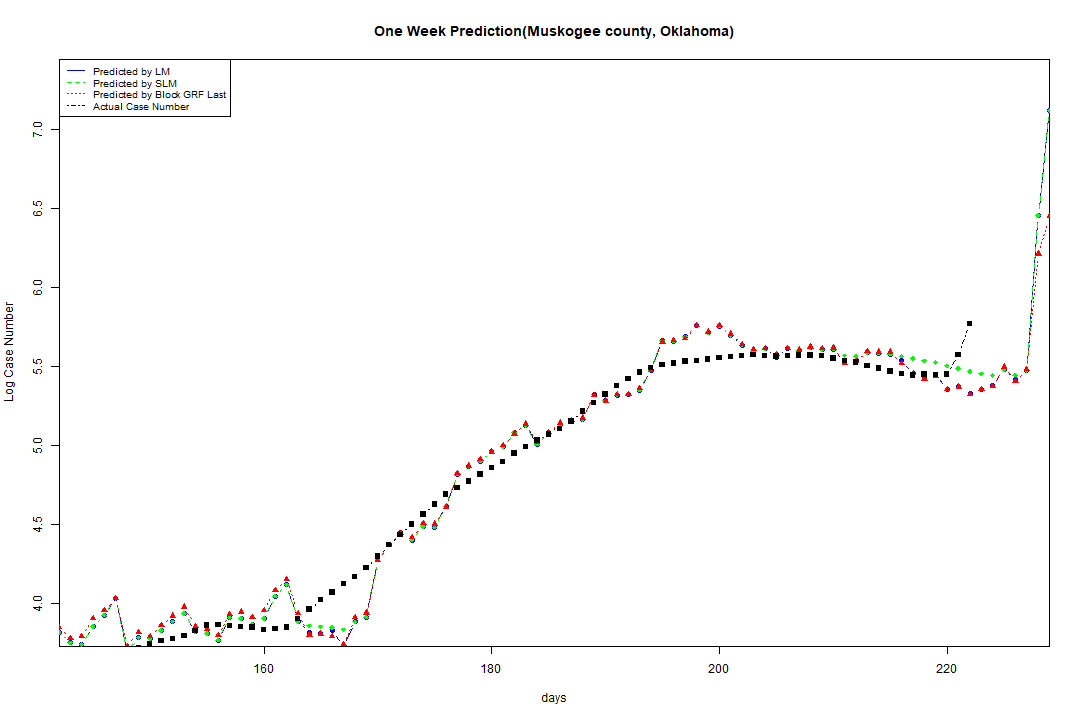 One Week Prediction(Muskogee county, Oklahoma)
Predicted by LM
Predicted by SLM
Predicted by Block GRF Last
Actual Case Number
Log Case Number
7.0
6.5
6.0
5.5
5.0
4.5
4.0
160 180 200 220
days